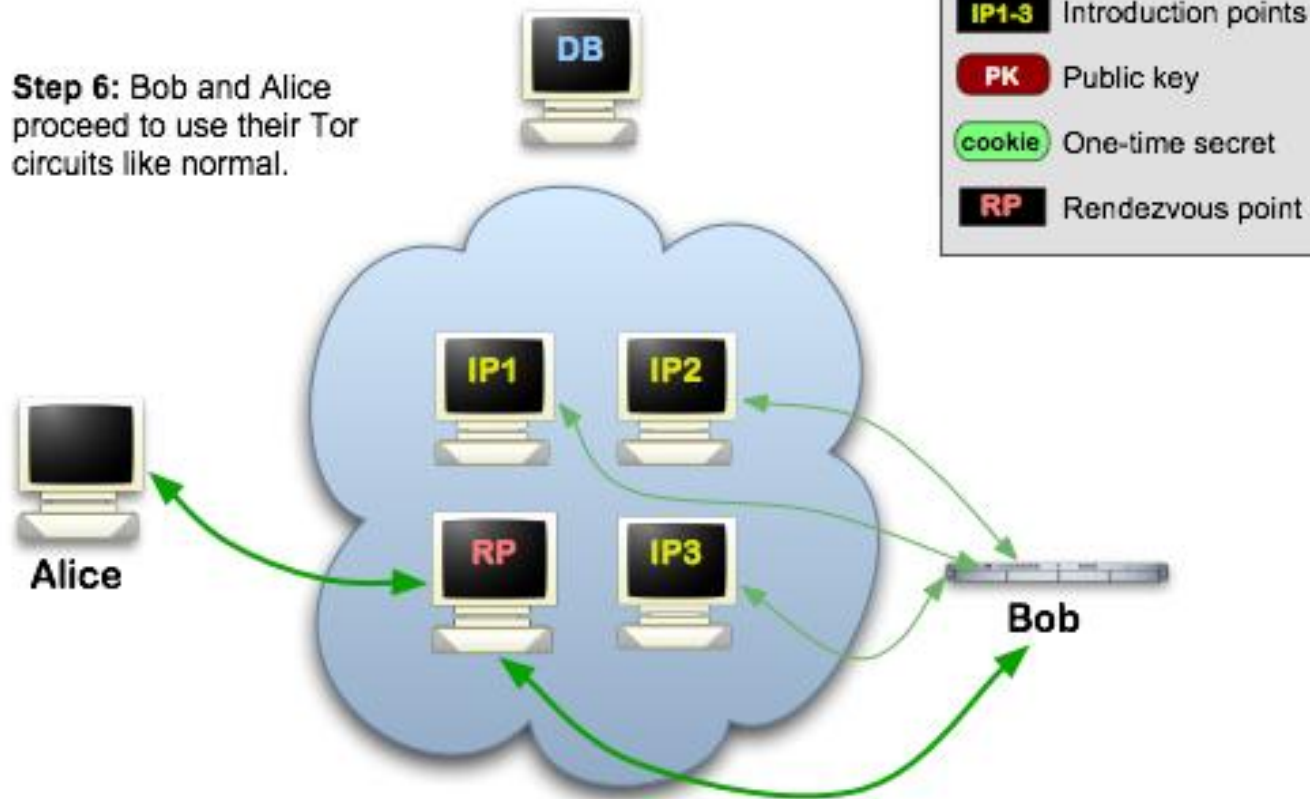 Step 6: Bob and Alice
proceed to use their Tor
circuits like normal.
DB
IP1-3 Introduction points
PK Public key
cookie One-time secret
RP Rendezvous point
IP1
IP2
RP
IP3
Alice
Bob